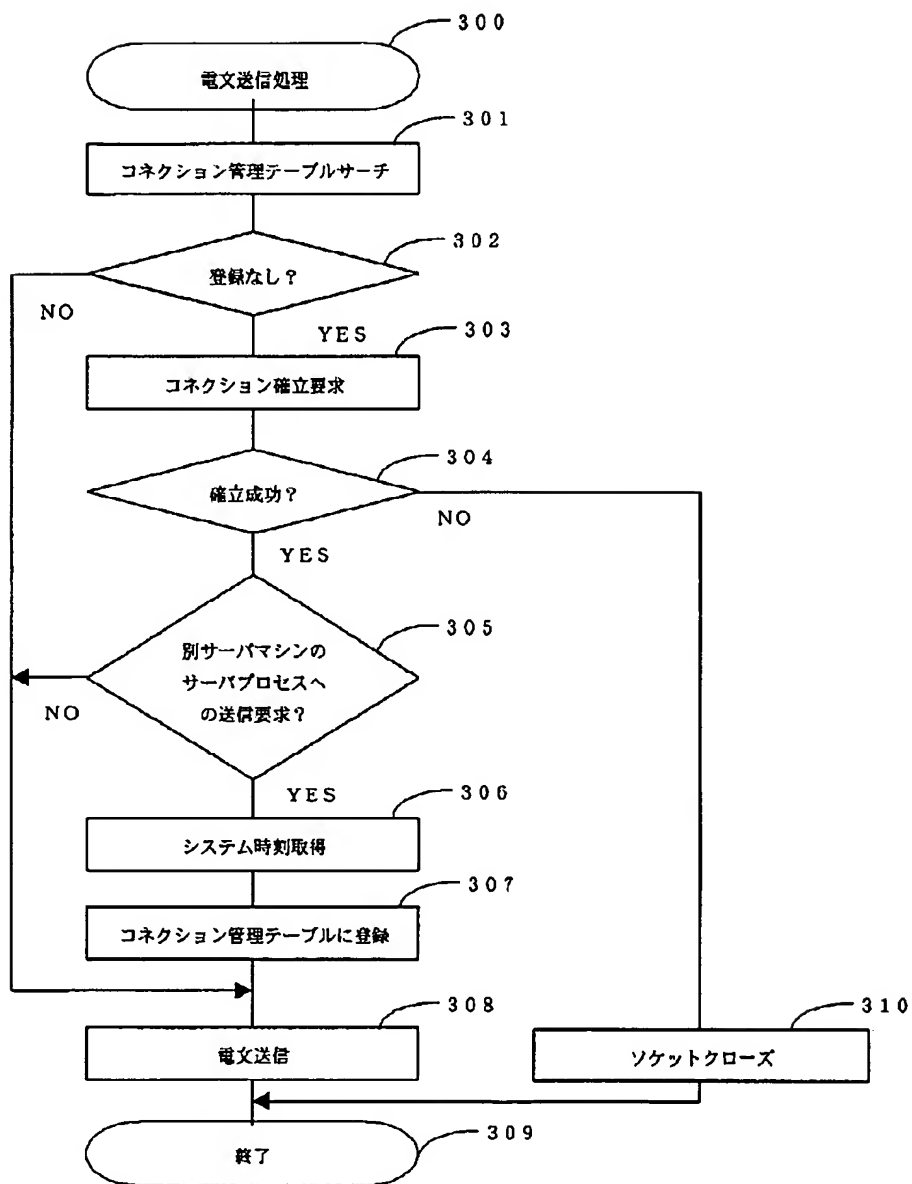 300
電文送信処理
301
コネクション管理テーブルサーチ
302
登録なし?
NO
YES
303
コネクション確立要求
304
確立成功?
NO
YES
305
別サーバマシンの
サーバプロセスへ
の送信要求?
NO
YES
306
システム時刻取得
307
コネクション管理テーブルに登録
308
電文送信
310
ソケットクローズ
309
終了